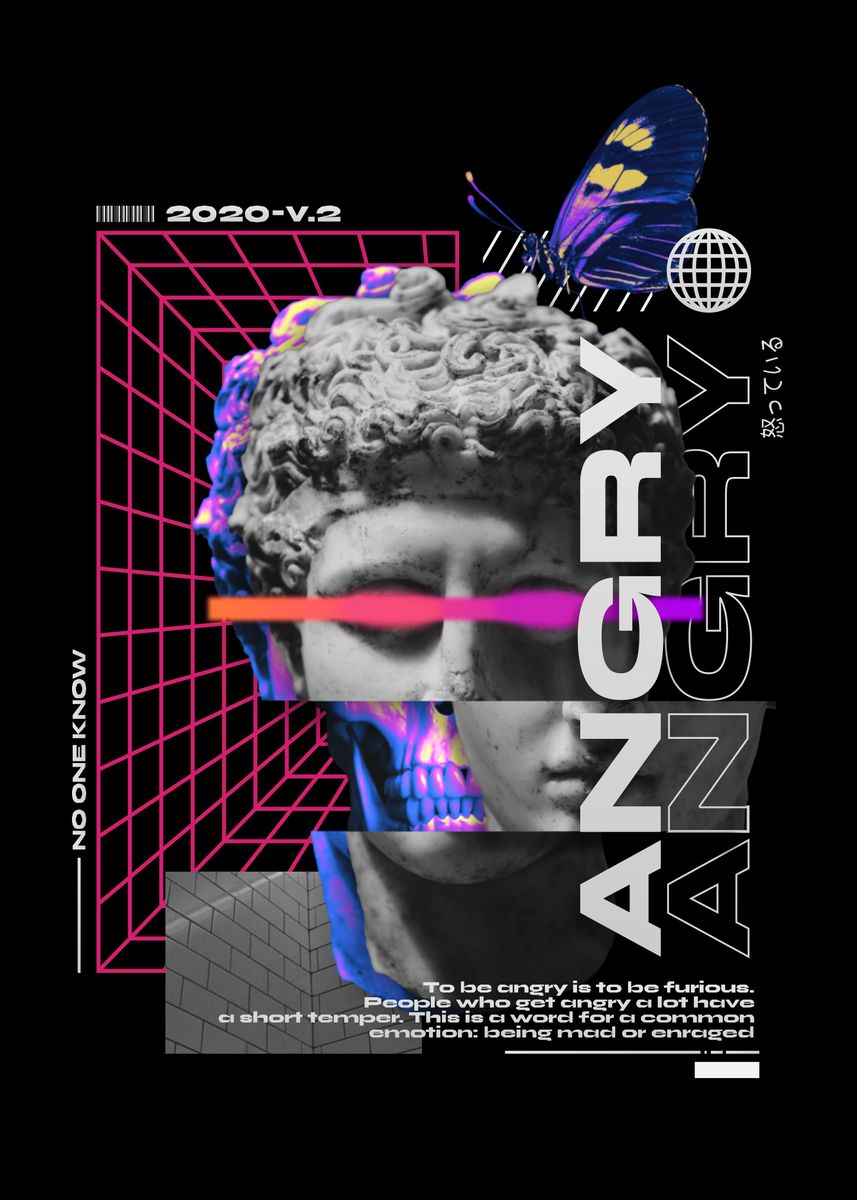 2020-V.2
ANGRY
ANGRY
怒っている
NO ONE KNOW
To be angry is to be furious.
People who get angry a lot have
a short temper. This is a word for a common
emotion: being mad or enraged